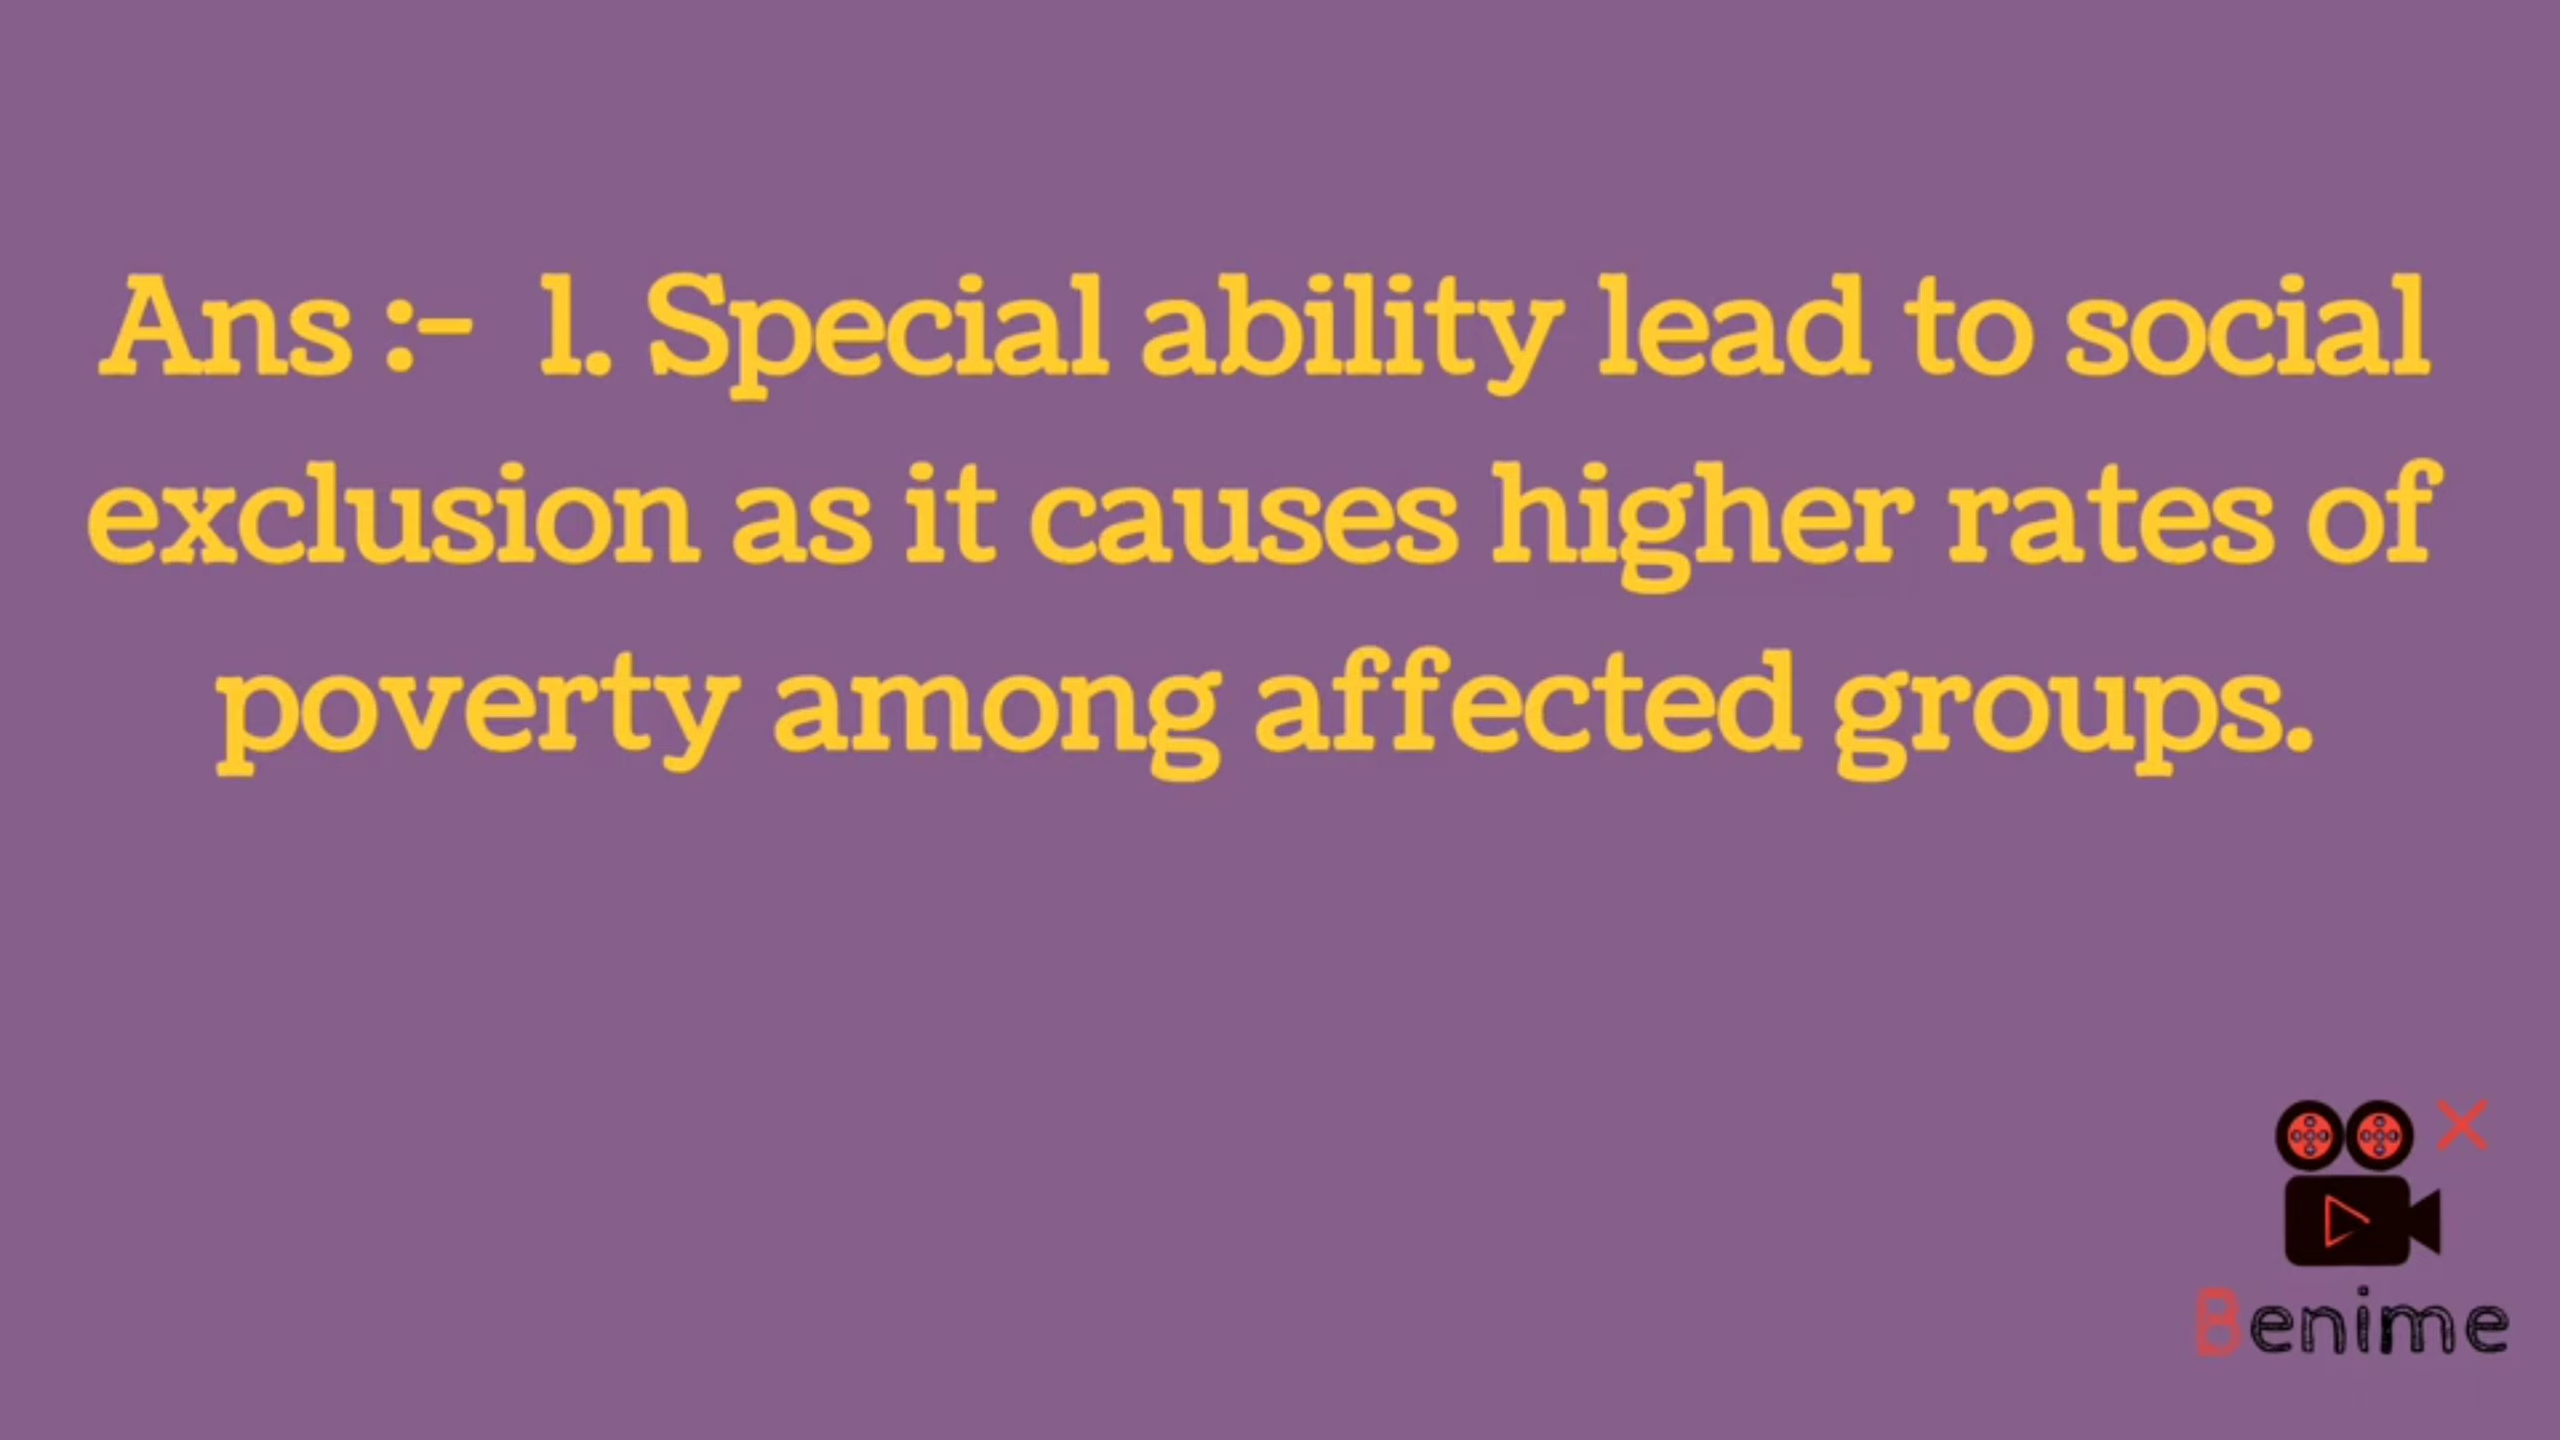 Ans :- 1. Special ability lead to social
exclusion as it causes higher rates of
poverty among affected groups.
Benime